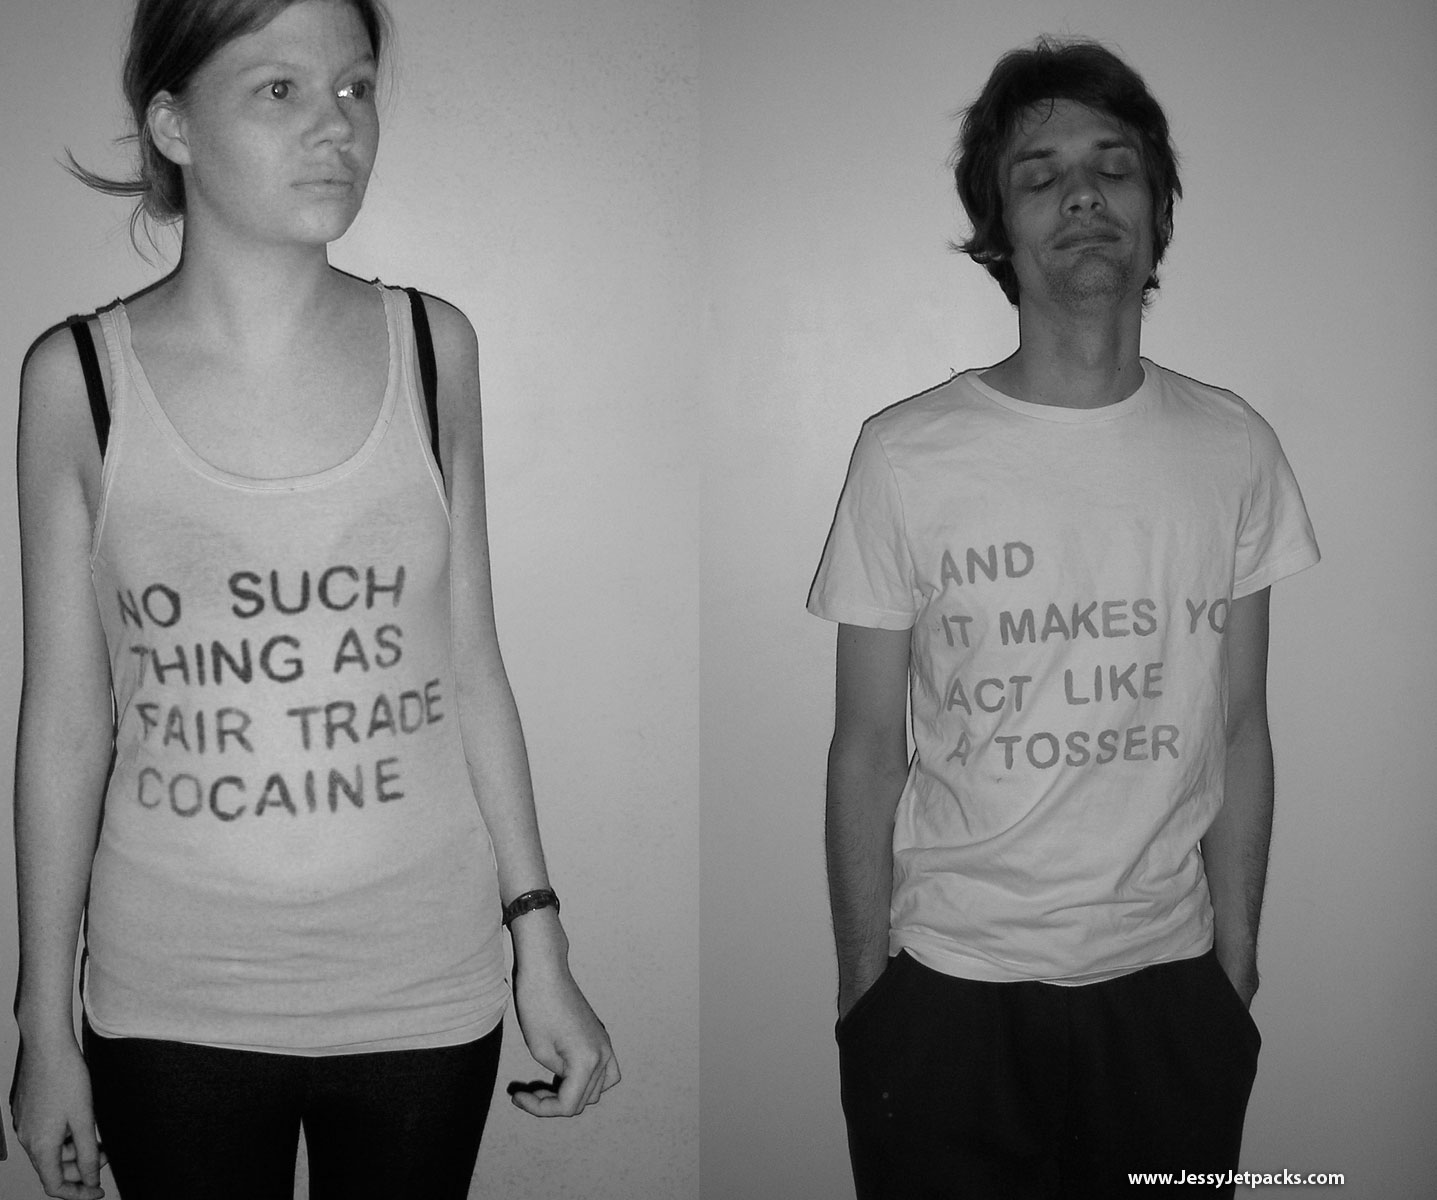 NO SUCH
THING AS
FAIR TRADE
COCAINE
AND
IT MAKES YO
ACT LIKE
A TOSSER
www.JessyJetpacks.com